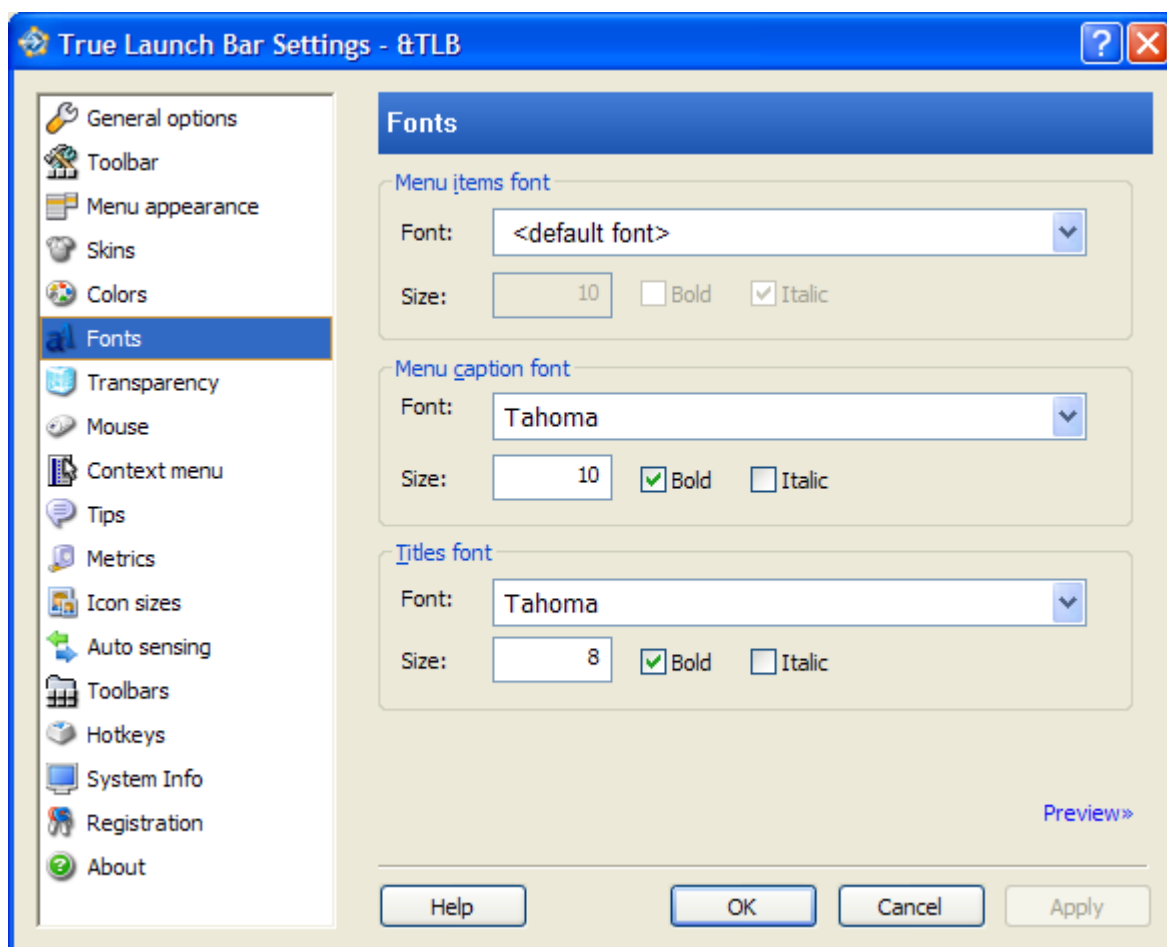 True Launch Bar Settings - &TLB
?
General options
Toolbar
Menu appearance
Skins
Colors
Fonts
Transparency
Mouse
Context menu
Tips
Metrics
Icon sizes
Auto sensing
Toolbars
Hotkeys
System Info
Registration
About
Fonts
Menu items font
Font: <default font>
Size: 10 Bold Italic
Menu caption font
Font: Tahoma
Size: 10 Bold Italic
Titles font
Font: Tahoma
Size: 8 Bold Italic
Preview»
Help OK Cancel Apply